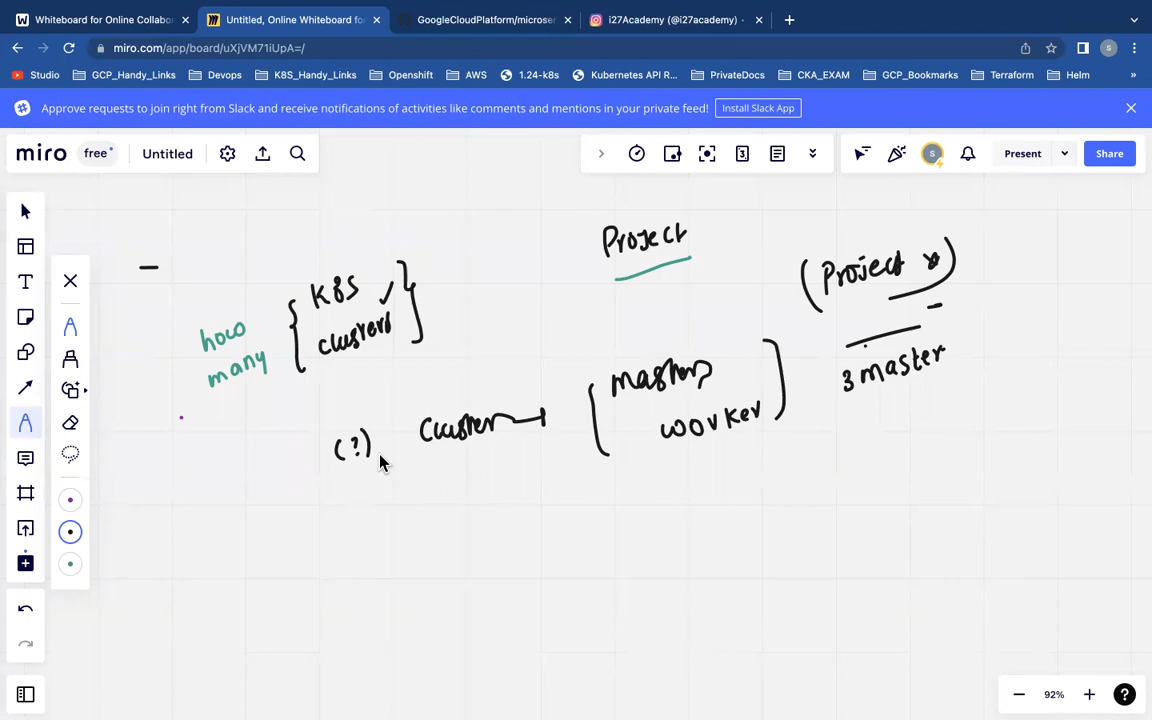 Whiteboard for Online Collabo
Untitled, Online Whiteboard fo
GoogleCloudPlatform/microser
i27Academy (@i27academy) •
miro.com/app/board/uXjVM71iUpA=/
S
Studio
GCP_Handy_Links
Devops
K8S_Handy_Links
Openshift
AWS
1.24-k8s
Kubernetes API R...
PrivateDocs
CKA_EXAM
GCP_Bookmarks
Terraform
Helm
»
Approve requests to join right from Slack and receive notifications of activities like comments and mentions in your private feed!
Install Slack App
miro
free
Untitled
3
S
Present
Share
Project
(Project
K8S ✓
clusters
how
many
3 master
masters
worker
cluster
(?)
92%